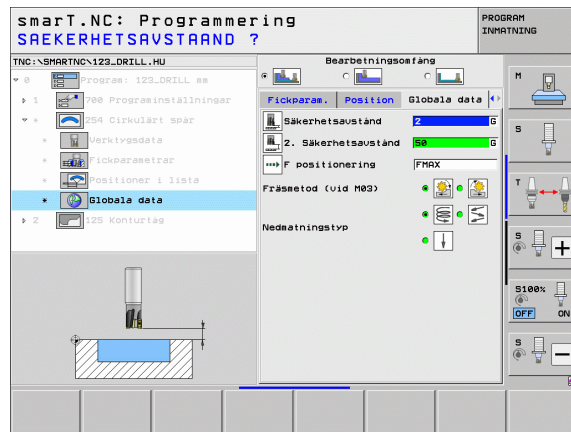 smarT.NC: Programmering
SAEKERHETSAVSTAAND ?
PROGRAM
INMATNING
TNC:\SMARTNC\123_DRILL.HU
0 Program: 123_DRILL mm
1 700 Programinställningar
* 254 Cirkulärt spår
* Verktygsdata
* Fickparametrar
* Positioner i lista
* Globala data
2 125 Konturtåg
Bearbetningsomfång
Fickparam. Position Globala data
Säkerhetsavstånd 2 G
2. Säkerhetsavstånd 50 G
F positionering FMAX
Fräsmetod (vid M03)
Nedmatningstyp
M
S
T
S
S100%
OFF ON
S